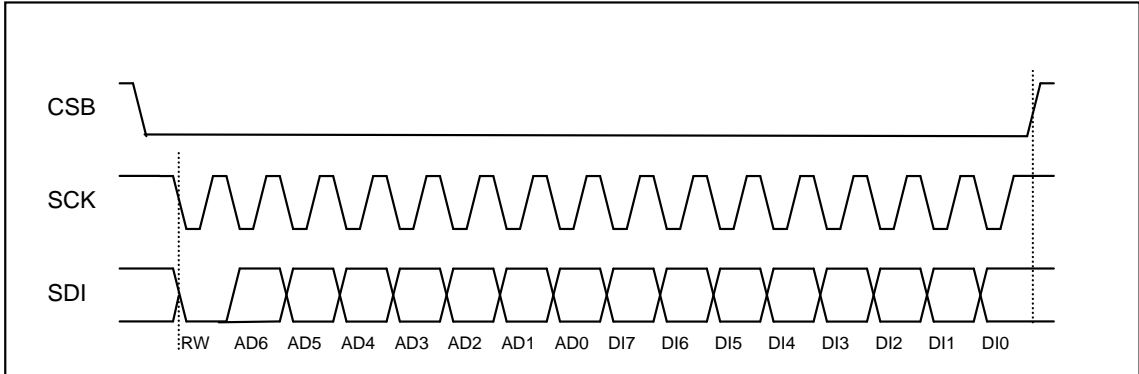 CSB
SCK
SDI
RW AD6 AD5 AD4 AD3 AD2 AD1 AD0 DI7 DI6 DI5 DI4 DI3 DI2 DI1 DI0